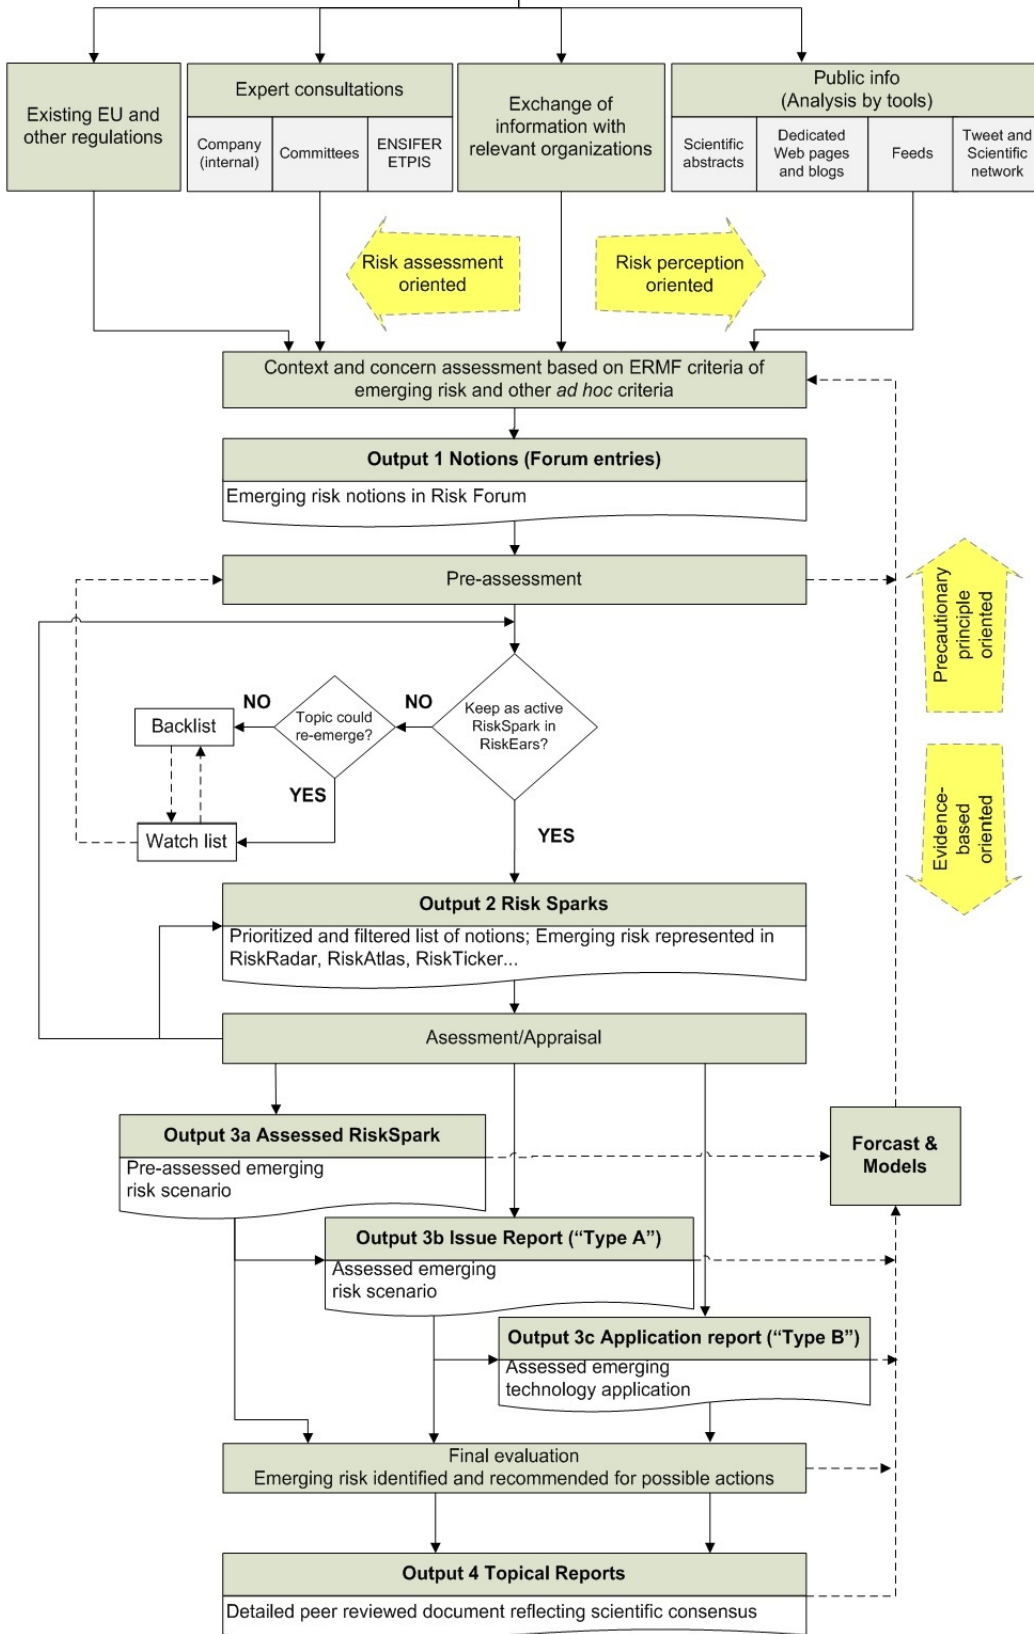 Existing EU and
other regulations
Expert consultations
Company
(internal)
Committees
ENSIFER
ETPIS
Exchange of
information with
relevant organizations
Public info
(Analysis by tools)
Scientific
abstracts
Dedicated
Web pages
and blogs
Feeds
Tweet and
Scientific
network
Risk assessment
oriented
Risk perception
oriented
Context and concern assessment based on ERMF criteria of
emerging risk and other ad hoc criteria
Output 1 Notions (Forum entries)
Emerging risk notions in Risk Forum
Pre-assessment
Precautionary
principle
oriented
Keep as active
RiskSpark in
RiskEars?
NO
Topic could
re-emerge?
NO
Backlist
YES
Watch list
YES
Evidence-
based
oriented
Output 2 Risk Sparks
Prioritized and filtered list of notions; Emerging risk represented in
RiskRadar, RiskAtlas, RiskTicker...
Asessment/Appraisal
Output 3a Assessed RiskSpark
Pre-assessed emerging
risk scenario
Forcast &
Models
Output 3b Issue Report (“Type A”)
Assessed emerging
risk scenario
Output 3c Application report (“Type B”)
Assessed emerging
technology application
Final evaluation
Emerging risk identified and recommended for possible actions
Output 4 Topical Reports
Detailed peer reviewed document reflecting scientific consensus